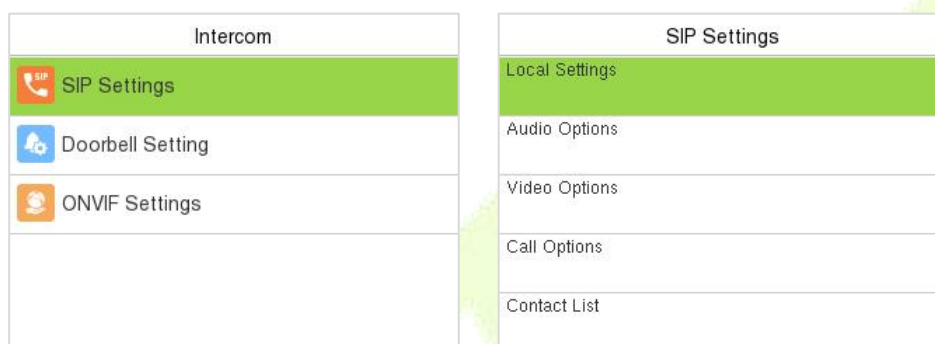 Intercom
SIP
SIP Settings
Doorbell Setting
ONVIF Settings
SIP Settings
Local Settings
Audio Options
Video Options
Call Options
Contact List